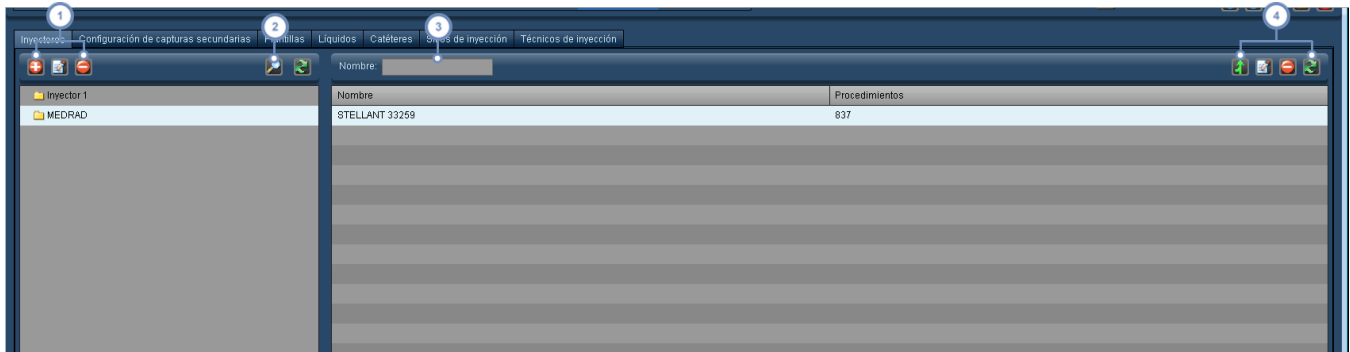 1
2
3
4
Inyectores Configuración de capturas secundarias Plantillas Líquidos Catéteres Sitios de inyección Técnicos de inyección
Nombre:
Inyector 1
MEDRAD
Nombre Procedimientos
STELLANT 33259 837